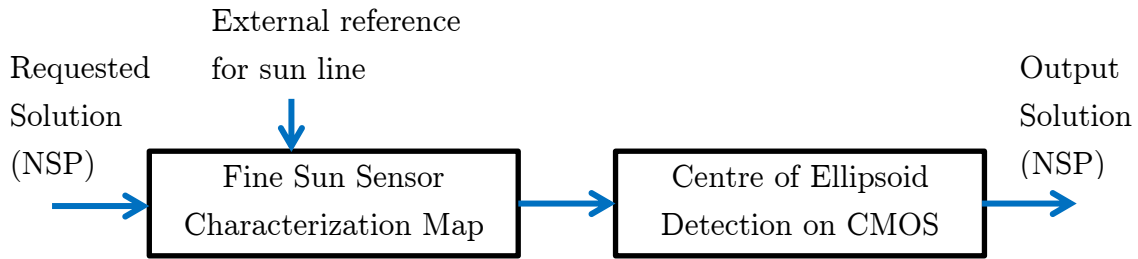 Requested
Solution
(NSP)
External reference
for sun line
Fine Sun Sensor
Characterization Map
Centre of Ellipsoid
Detection on CMOS
Output
Solution
(NSP)